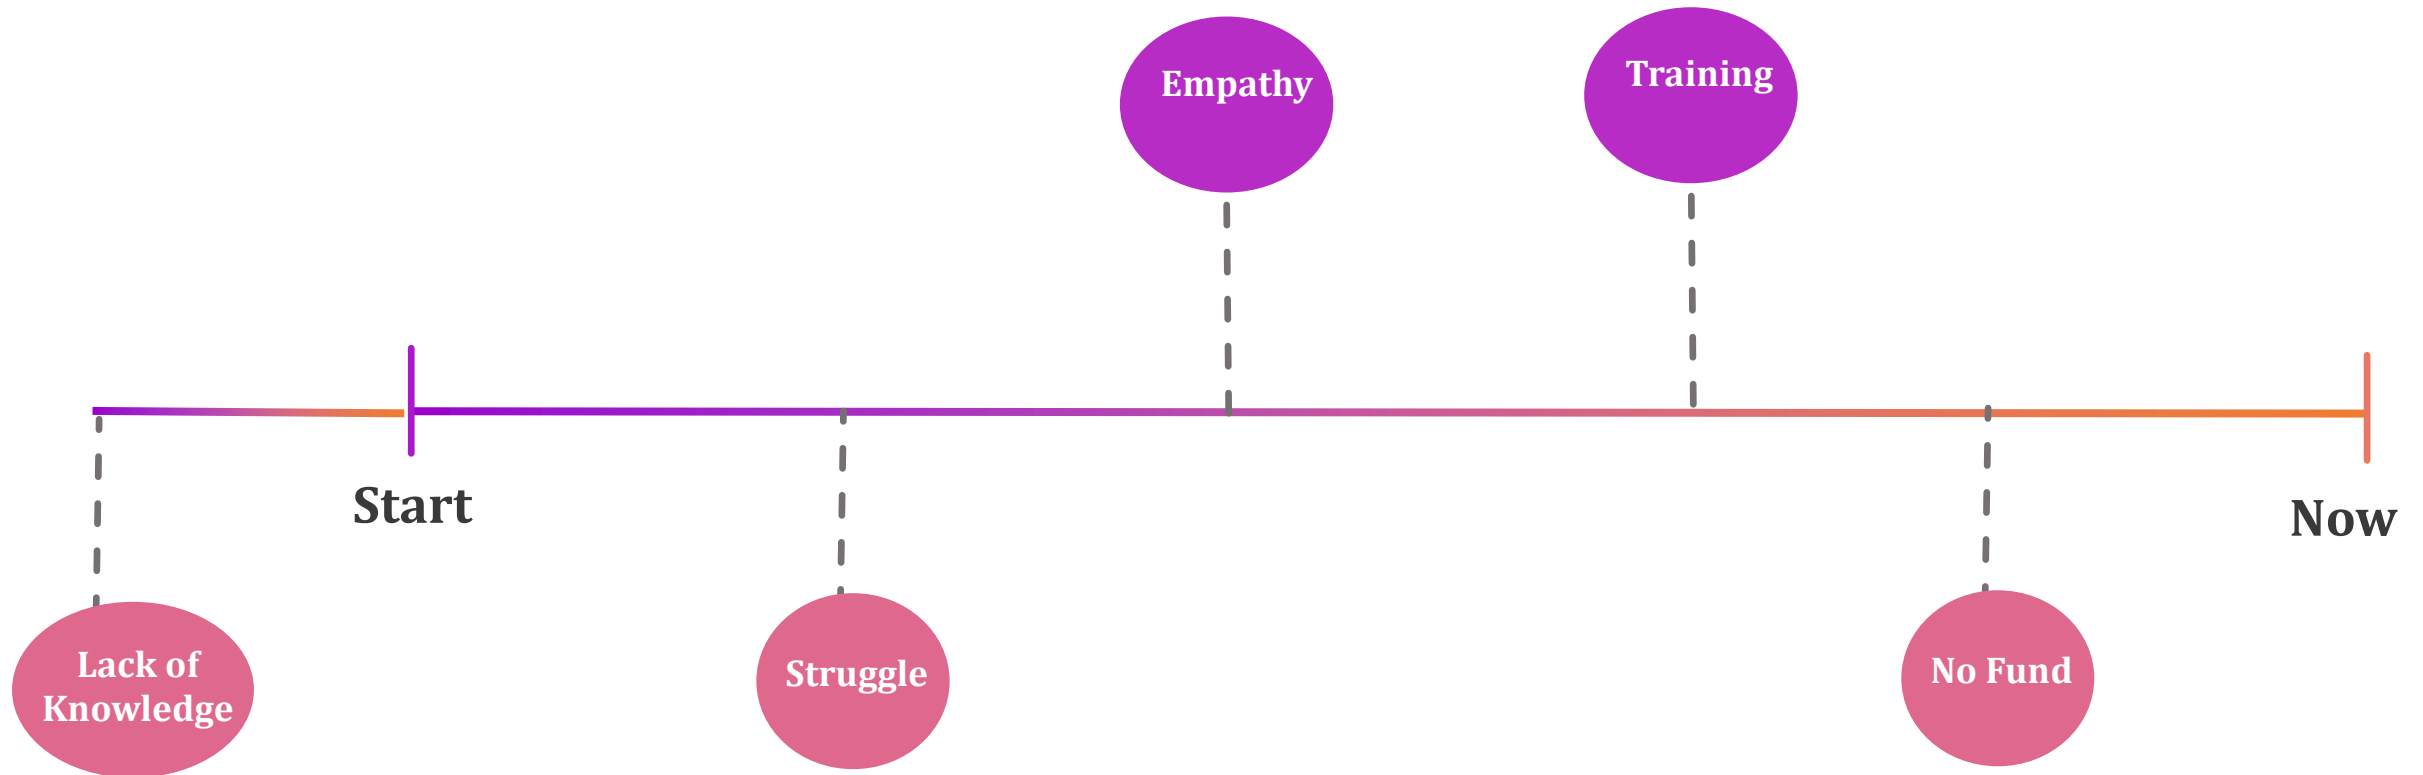 Empathy
Training
Start
Now
Lack of
Knowledge
Struggle
No Fund